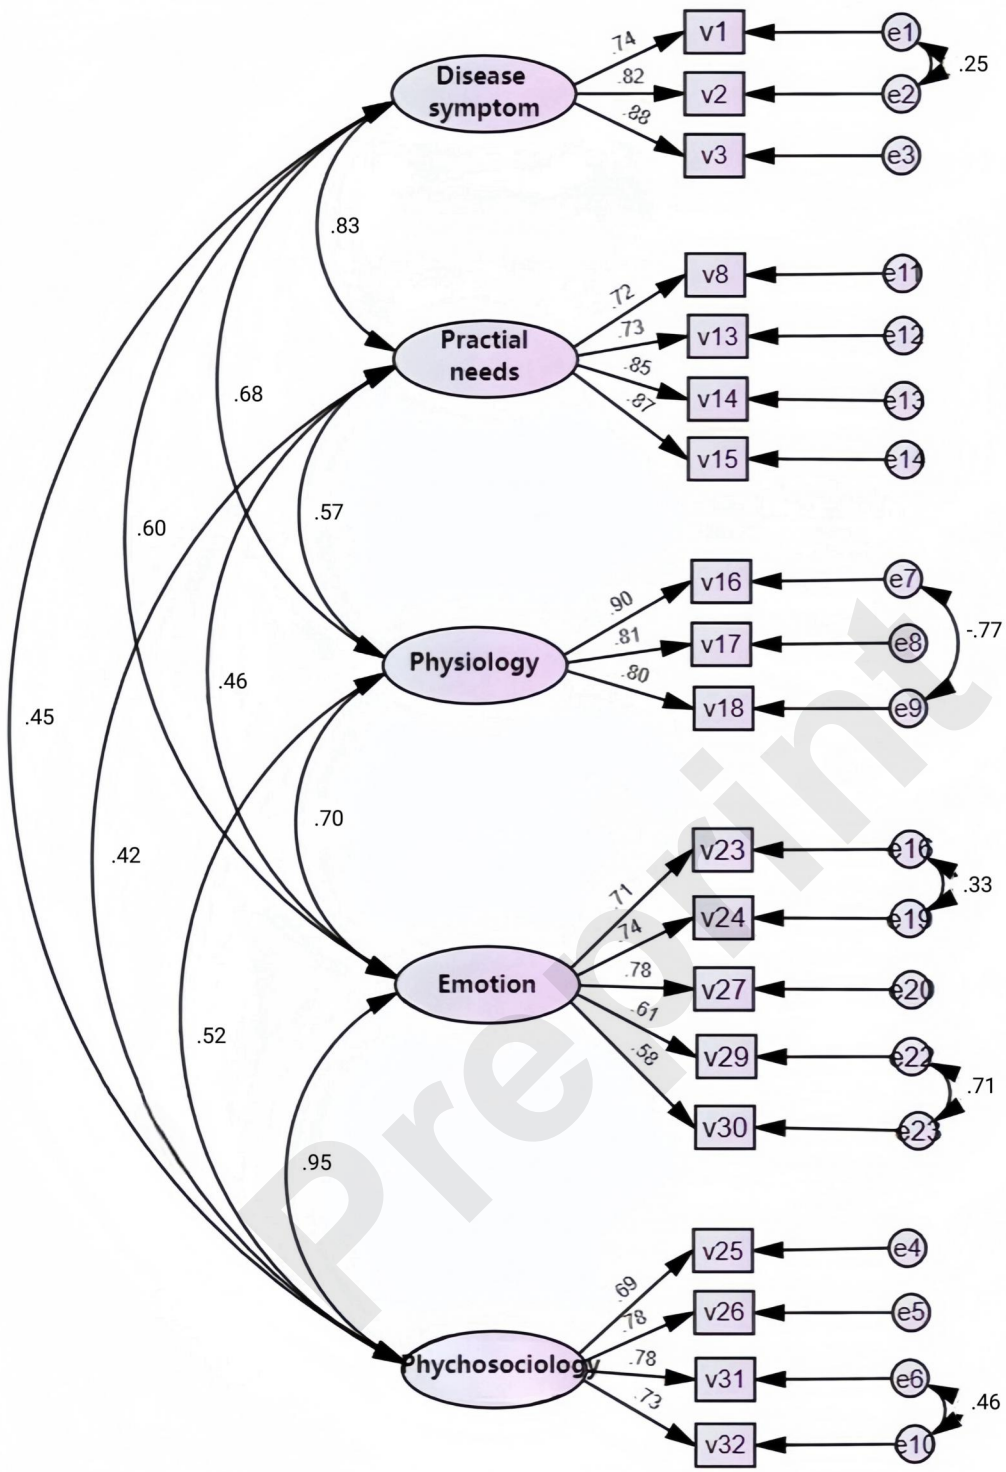 v1
e1
.74
.25
Disease
symptom
.82
v2
e2
.88
v3
e3
.83
v8
e11
.72
Practial
needs
.73
v13
e12
.85
v14
e13
.87
v15
e14
.68
.57
.60
v16
e7
.90
-.77
Physiology
.81
v17
e8
.80
v18
e9
.46
.45
.70
.42
v23
e16
.71
.33
v24
e19
.74
Emotion
.78
v27
e20
.61
v29
e22
.58
.71
v30
e23
.52
.95
v25
e4
.69
v26
e5
.78
Phychosociology
.78
v31
e6
.73
.46
v32
e10
Preprint